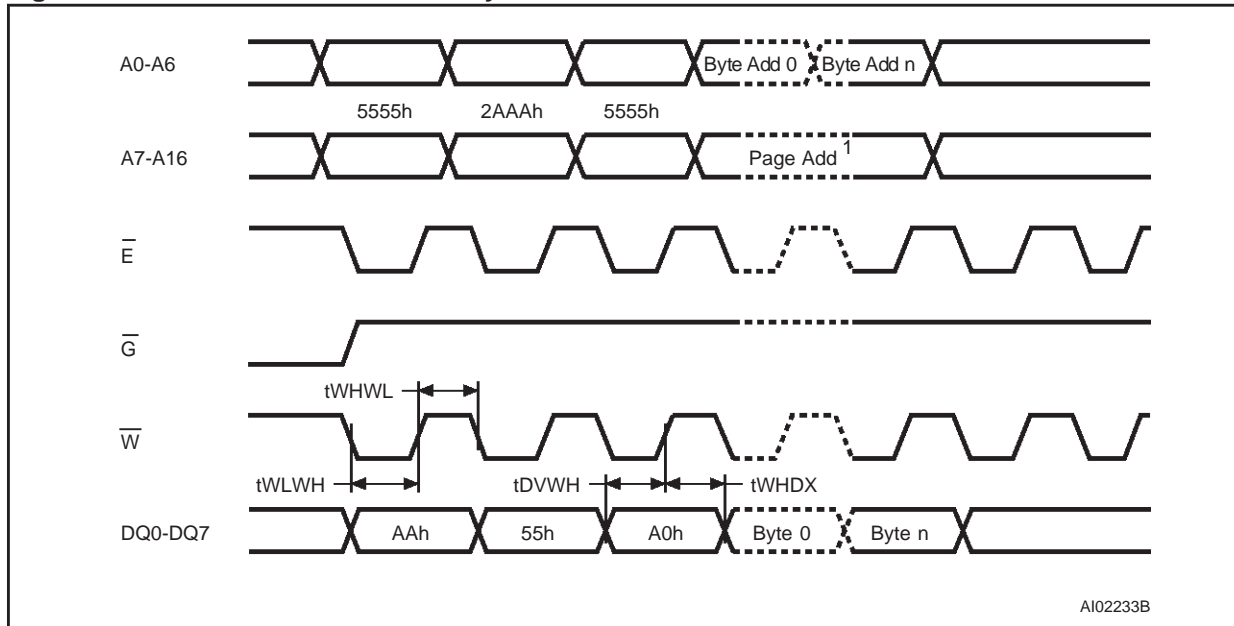 A0-A6
Byte Add 0 Byte Add n
5555h 2AAAh 5555h
A7-A16
Page Add 1
E
G
tWHWL
W
tWLWH tDVWH tWHDX
DQ0-DQ7 AAh 55h A0h Byte 0 Byte n
AI02233B